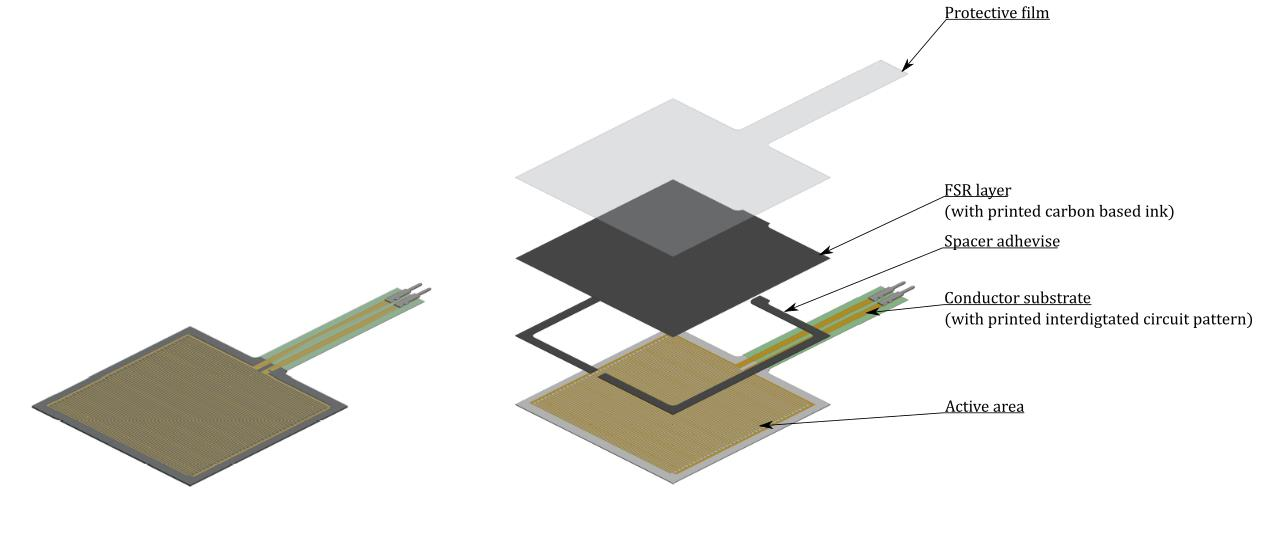 Protective film
FSR layer
(with printed carbon based ink)
Spacer adhevise
Conductor substrate
(with printed interdigtated circuit pattern)
Active area